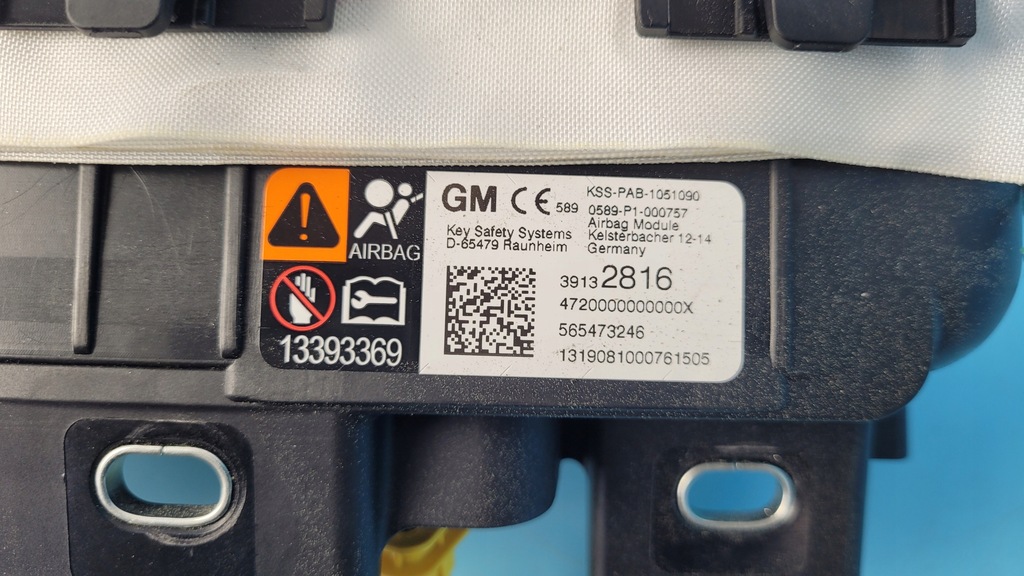 AIRBAG
13393369
GM CE 589
Key Safety Systems
D-65479 Raunheim
KSS-PAB-1051090
0589-P1-000757
Airbag Module
Kelsterbacher 12-14
Germany
3913 2816
4720000000000X
565473246
1319081000761505